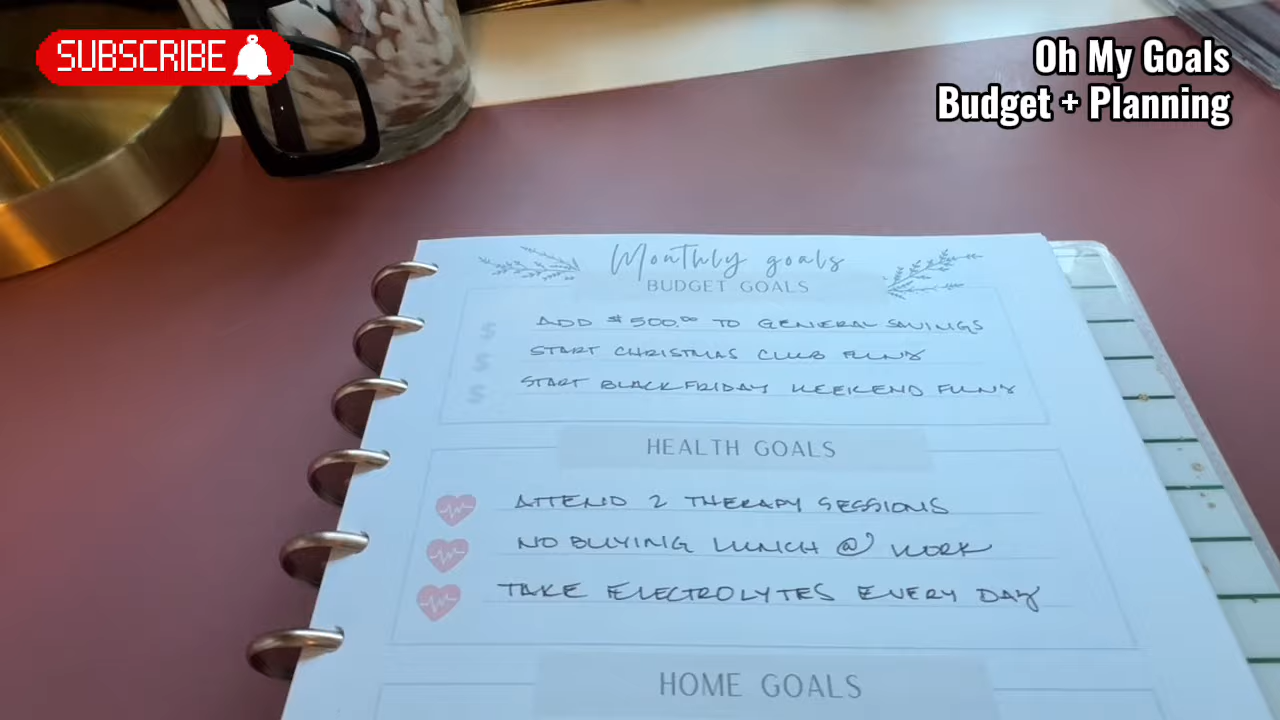 SUBSCRIBE
Oh My Goals
Budget + Planning
Monthly goals
BUDGET GOALS
ADD $500.00 TO GENERAL SAVINGS
START CHRISTMAS CLUB FUND
START BLACK FRIDAY WEEKEND FUND
HEALTH GOALS
ATTEND 2 THERAPY SESSIONS
NO BUYING LUNCH @ WORK
TAKE ELECTROLYTES EVERY DAY
HOME GOALS